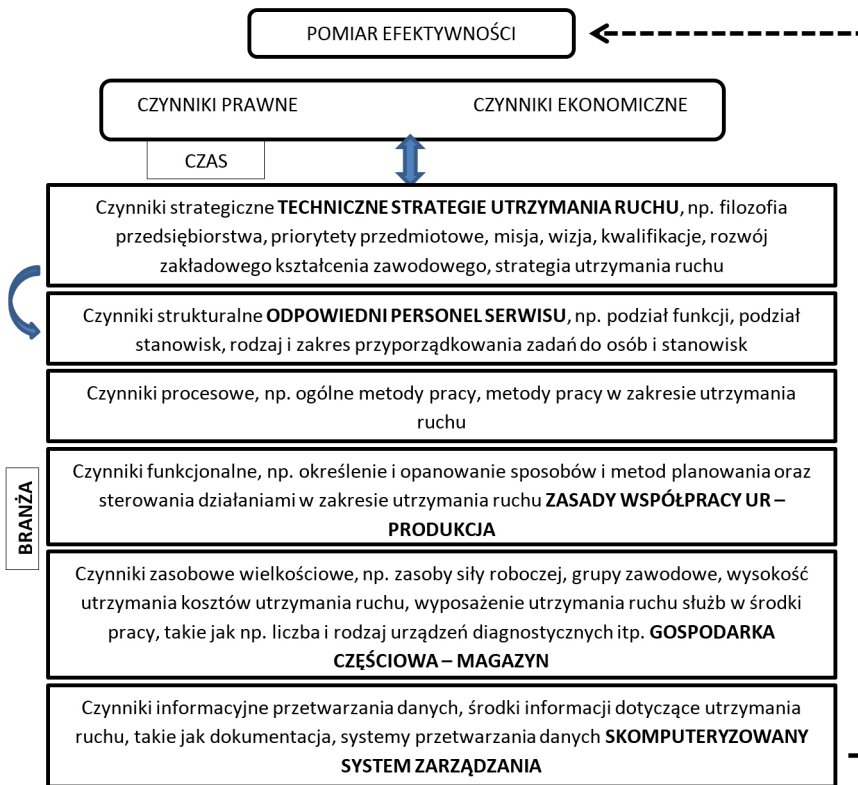 POMIAR EFEKTYWNOŚCI
CZYNNIKI PRAWNE CZYNNIKI EKONOMICZNE
CZAS
Czynniki strategiczne TECHNICZNE STRATEGIE UTRZYMANIA RUCHU, np. filozofia
przedsiębiorstwa, priorytety przedmiotowe, misja, wizja, kwalifikacje, rozwój
zakładowego kształcenia zawodowego, strategia utrzymania ruchu
Czynniki strukturalne ODPOWIEDNI PERSONEL SERWISU, np. podział funkcji, podział
stanowisk, rodzaj i zakres przyporządkowania zadań do osób i stanowisk
Czynniki procesowe, np. ogólne metody pracy, metody pracy w zakresie utrzymania
ruchu
BRANŻA
Czynniki funkcjonalne, np. określenie i opanowanie sposobów i metod planowania oraz
sterowania działaniami w zakresie utrzymania ruchu ZASADY WSPÓŁPRACY UR –
PRODUKCJA
Czynniki zasobowe wielkościowe, np. zasoby siły roboczej, grupy zawodowe, wysokość
utrzymania kosztów utrzymania ruchu, wyposażenie utrzymania ruchu służb w środki
pracy, takie jak np. liczba i rodzaj urządzeń diagnostycznych itp. GOSPODARKA
CZĘŚCIOWA – MAGAZYN
Czynniki informacyjne przetwarzania danych, środki informacji dotyczące utrzymania
ruchu, takie jak dokumentacja, systemy przetwarzania danych SKOMPUTERYZOWANY
SYSTEM ZARZĄDZANIA